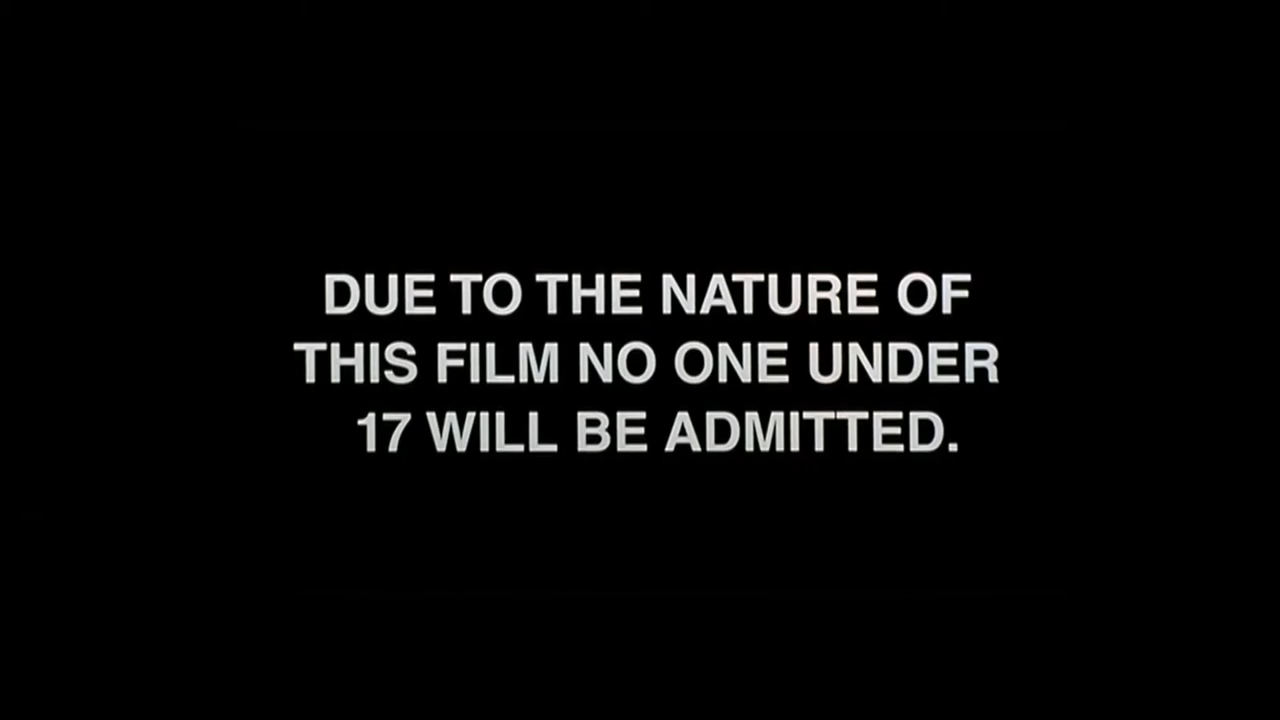 DUE TO THE NATURE OF
THIS FILM NO ONE UNDER
17 WILL BE ADMITTED.